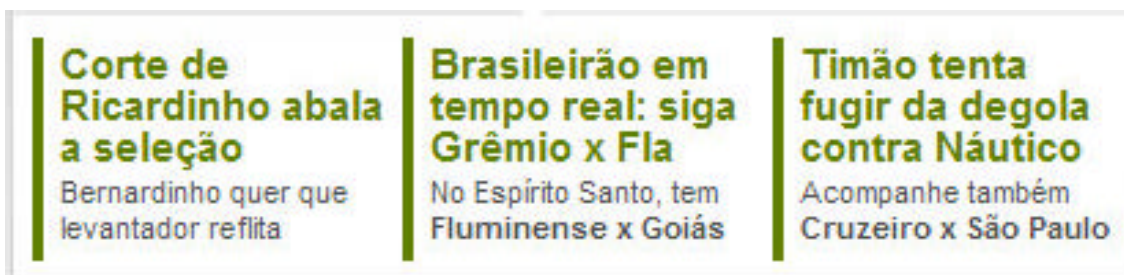 Corte de
Ricardinho abala
a seleção
Bernardinho quer que
levantador reflita
Brasileirão em
tempo real: siga
Grêmio x Fla
No Espírito Santo, tem
Fluminense x Goiás
Timão tenta
fugir da degola
contra Náutico
Acompanhe também
Cruzeiro x São Paulo